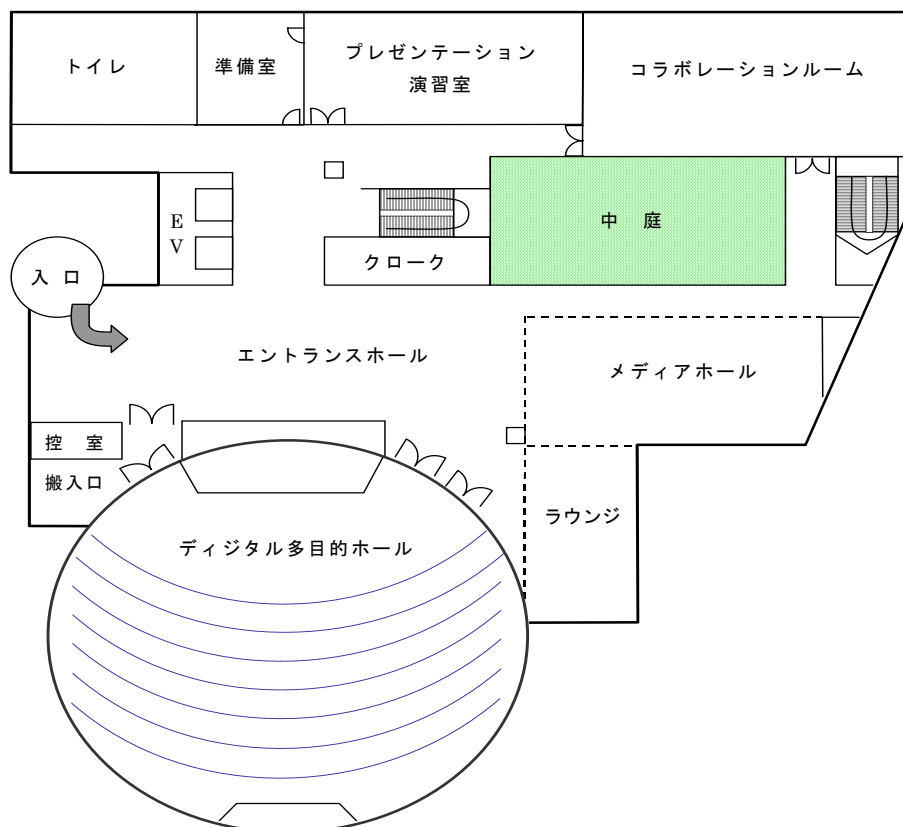 トイレ
準備室
プレゼンテーション
演習室
コラボレーションルーム
EV
中 庭
クローク
入 口
エントランスホール
メディアホール
控 室
搬入口
ラウンジ
ディジタル多目的ホール